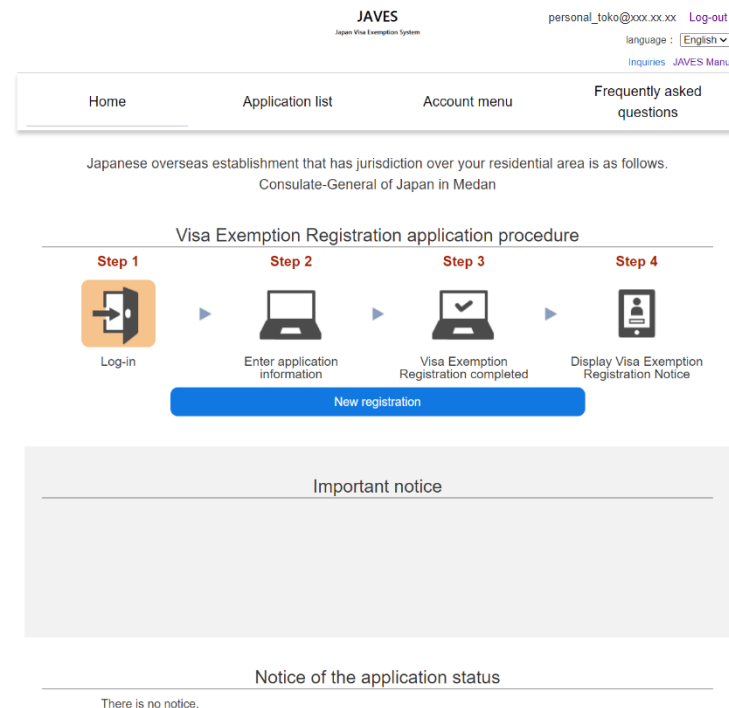 JAVES
Japan Visa Exemption System
personal_toko@xxx.xx.xx Log-out
language : English
Inquiries JAVES Manu
Home Application list Account menu Frequently asked
questions
Japanese overseas establishment that has jurisdiction over your residential area is as follows.
Consulate-General of Japan in Medan
Visa Exemption Registration application procedure
Step 1 Step 2 Step 3 Step 4
Log-in Enter application Visa Exemption Display Visa Exemption
information Registration completed Registration Notice
New registration
Important notice
Notice of the application status
There is no notice.